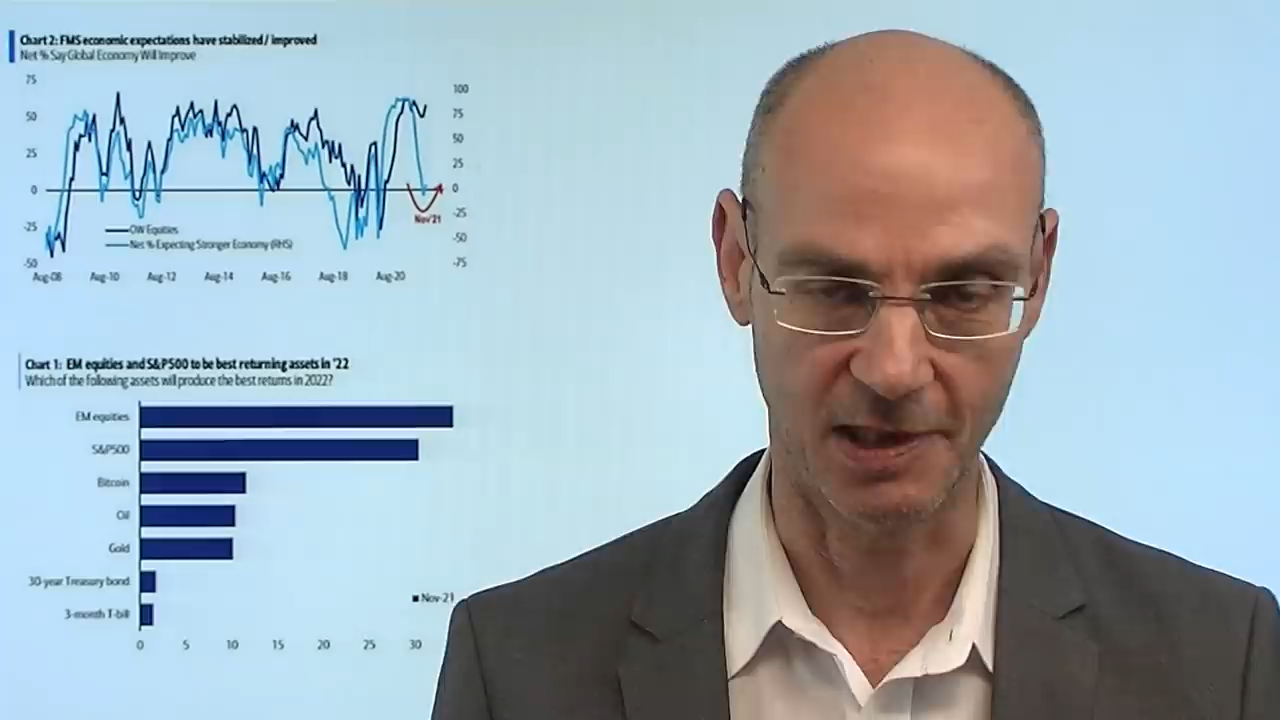 Chart 2: FMS economic expectations have stabilized / improved
Net % Say Global Economy Will Improve
75
50
25
0
-25
-50
100
75
50
25
0
-25
-50
-75
Nov'21
OW Equities
Net % Expecting Stronger Economy (RHS)
Aug-08 Aug-10 Aug-12 Aug-14 Aug-16 Aug-18 Aug-20
Chart 1: EM equities and S&P500 to be best returning assets in '22
Which of the following assets will produce the best returns in 2022?
EM equities
S&P500
Bitcoin
Oil
Gold
30-year Treasury bond
3-month T-bill
Nov-21
0 5 10 15 20 25 30